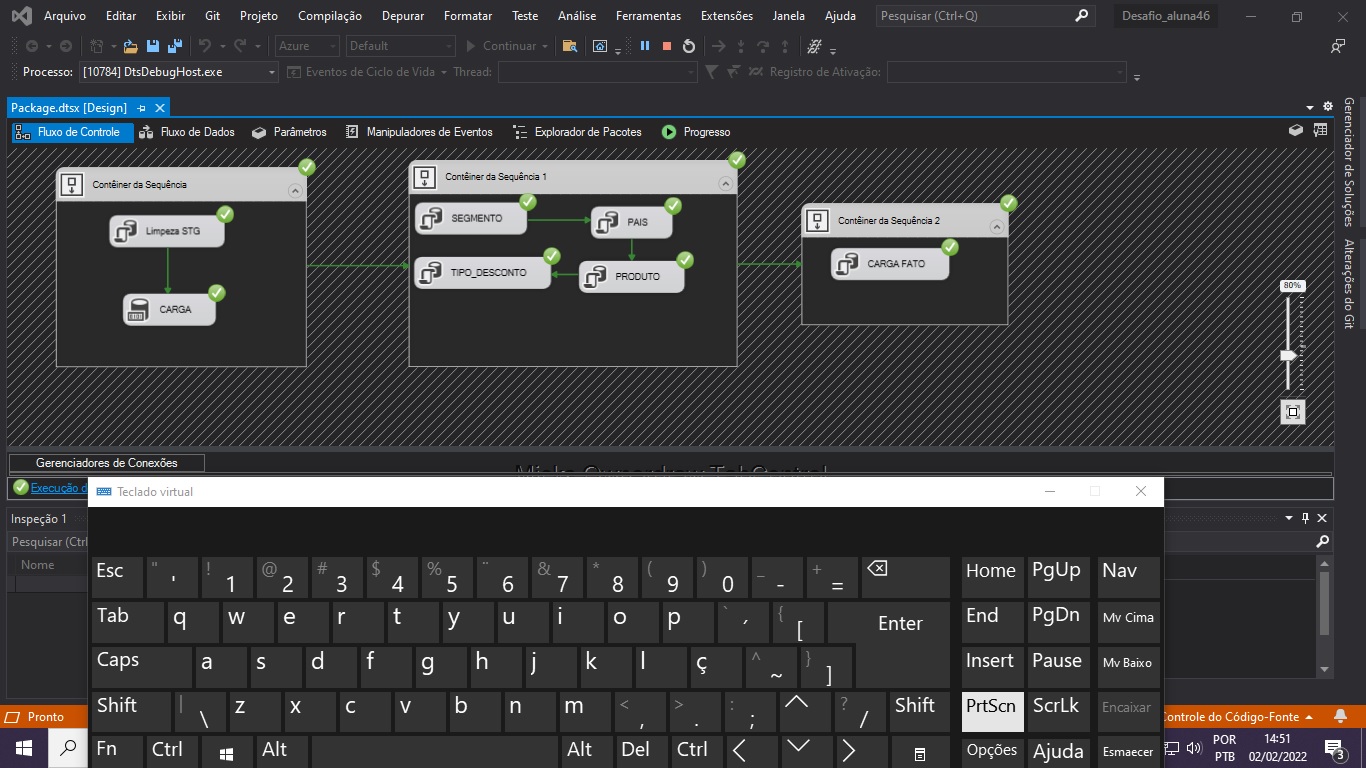 Arquivo Editar Exibir Git Projeto Compilação Depurar Formatar Teste Análise Ferramentas Extensões Janela Ajuda Pesquisar (Ctrl+Q) Desafio_aluna46
Azure Default Continuar
Processo: [10784] DtsDebugHost.exe Eventos de Ciclo de Vida Thread: Registro de Ativação:
Package.dtsx [Design]
Fluxo de Controle Fluxo de Dados Parâmetros Manipuladores de Eventos Explorador de Pacotes Progresso
Gerenciador de Soluções
Alterações do Git
Contêiner da Sequência
Limpeza STG
CARGA
Contêiner da Sequência 1
SEGMENTO
PAIS
TIPO_DESCONTO
PRODUTO
Contêiner da Sequência 2
CARGA FATO
80%
Gerenciadores de Conexões
Execução d
Teclado virtual
Inspeção 1
Pesquisar (Ctrl
Nome
Esc " ' ! 1 @ 2 # 3 $ 4 % 5 ¨ 6 & 7 * 8 ( 9 ) 0 _ - + = Home PgUp Nav
Tab q w e r t y u i o p ` ´ { [ Enter End PgDn Mv Cima
Caps a s d f g h j k l ç ^ ~ } ] Insert Pause Mv Baixo
Shift | \ z x c v b n m < , > . : ; ? / Shift PrtScn ScrLk Encaixar
Fn Ctrl Alt Alt Del Ctrl Opções Ajuda Esmaecer
Pronto
Controle do Código-Fonte
POR
PTB
14:51
02/02/2022
3